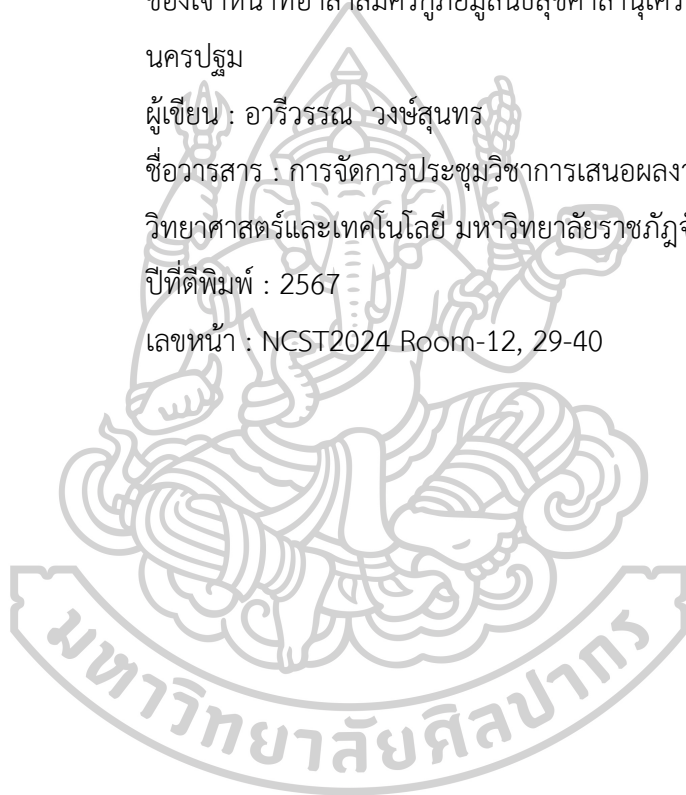 นครปฐม
ผู้เขียน : อารีวรรณ วงษ์สุนทร
ชื่อวารสาร : การจัดการประชุมวิชาการเสนอผลงา
วิทยาศาสตร์และเทคโนโลยี มหาวิทยาลัยราชภัฏจั
ปีที่ตีพิมพ์ : 2567
เลขหน้า : NCST2024 Room-12, 29-40
มหาวิทยาลัยศิลปากร